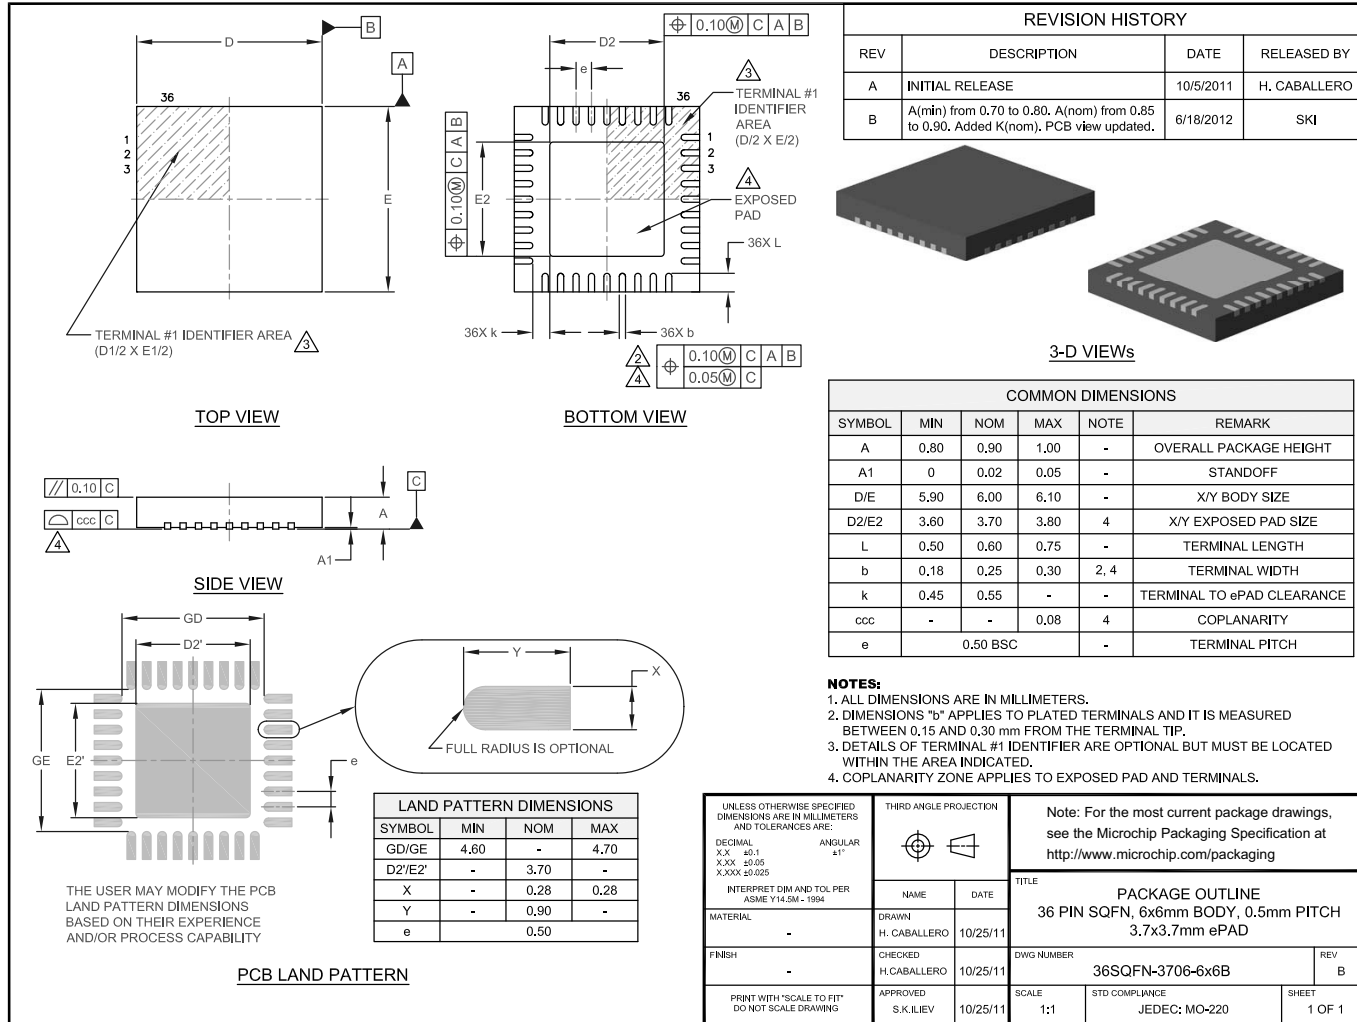 D
B
A
36
1
2
3
E
TERMINAL #1 IDENTIFIER AREA
(D1/2 X E1/2)
3
TOP VIEW
0.10 Ⓜ C A B
D2
e
3
36
TERMINAL #1
IDENTIFIER
AREA
(D/2 X E/2)
1
2
3
0.10 Ⓜ C A B
E2
4
EXPOSED
PAD
36X L
36X k
36X b
2
4
0.10 Ⓜ C A B
0.05 Ⓜ C
BOTTOM VIEW
REVISION HISTORY
REV DESCRIPTION DATE RELEASED BY
A INITIAL RELEASE 10/5/2011 H. CABALLERO
B A(min) from 0.70 to 0.80. A(nom) from 0.85
to 0.90. Added K(nom). PCB view updated. 6/18/2012 SKI
3-D VIEWs
// 0.10 C
ccc C
4
A
C
A1
SIDE VIEW
COMMON DIMENSIONS
SYMBOL MIN NOM MAX NOTE REMARK
A 0.80 0.90 1.00 - OVERALL PACKAGE HEIGHT
A1 0 0.02 0.05 - STANDOFF
D/E 5.90 6.00 6.10 - X/Y BODY SIZE
D2/E2 3.60 3.70 3.80 4 X/Y EXPOSED PAD SIZE
L 0.50 0.60 0.75 - TERMINAL LENGTH
b 0.18 0.25 0.30 2, 4 TERMINAL WIDTH
k 0.45 0.55 - - TERMINAL TO ePAD CLEARANCE
ccc - - 0.08 4 COPLANARITY
e 0.50 BSC - TERMINAL PITCH
NOTES:
1. ALL DIMENSIONS ARE IN MILLIMETERS.
2. DIMENSIONS "b" APPLIES TO PLATED TERMINALS AND IT IS MEASURED
BETWEEN 0.15 AND 0.30 mm FROM THE TERMINAL TIP.
3. DETAILS OF TERMINAL #1 IDENTIFIER ARE OPTIONAL BUT MUST BE LOCATED
WITHIN THE AREA INDICATED.
4. COPLANARITY ZONE APPLIES TO EXPOSED PAD AND TERMINALS.
GD
D2'
GE
E2'
e
Y
X
FULL RADIUS IS OPTIONAL
LAND PATTERN DIMENSIONS
SYMBOL MIN NOM MAX
GD/GE 4.60 - 4.70
D2'/E2' - 3.70 -
X - 0.28 0.28
Y - 0.90 -
e 0.50
THE USER MAY MODIFY THE PCB
LAND PATTERN DIMENSIONS
BASED ON THEIR EXPERIENCE
AND/OR PROCESS CAPABILITY
PCB LAND PATTERN
UNLESS OTHERWISE SPECIFIED
DIMENSIONS ARE IN MILLIMETERS
AND TOLERANCES ARE:
DECIMAL ANGULAR
X.X ±0.1 ±1°
X.XX ±0.05
X.XXX ±0.025
INTERPRET DIM AND TOL PER
ASME Y14.5M - 1994
MATERIAL
-
FINISH
-
PRINT WITH "SCALE TO FIT"
DO NOT SCALE DRAWING
THIRD ANGLE PROJECTION
NAME DATE
DRAWN
H. CABALLERO 10/25/11
CHECKED
H.CABALLERO 10/25/11
APPROVED
S.K.ILIEV 10/25/11
Note: For the most current package drawings,
see the Microchip Packaging Specification at
http://www.microchip.com/packaging
TITLE
PACKAGE OUTLINE
36 PIN SQFN, 6x6mm BODY, 0.5mm PITCH
3.7x3.7mm ePAD
DWG NUMBER
36SQFN-3706-6x6B
REV
B
SCALE
1:1
STD COMPLIANCE
JEDEC: MO-220
SHEET
1 OF 1